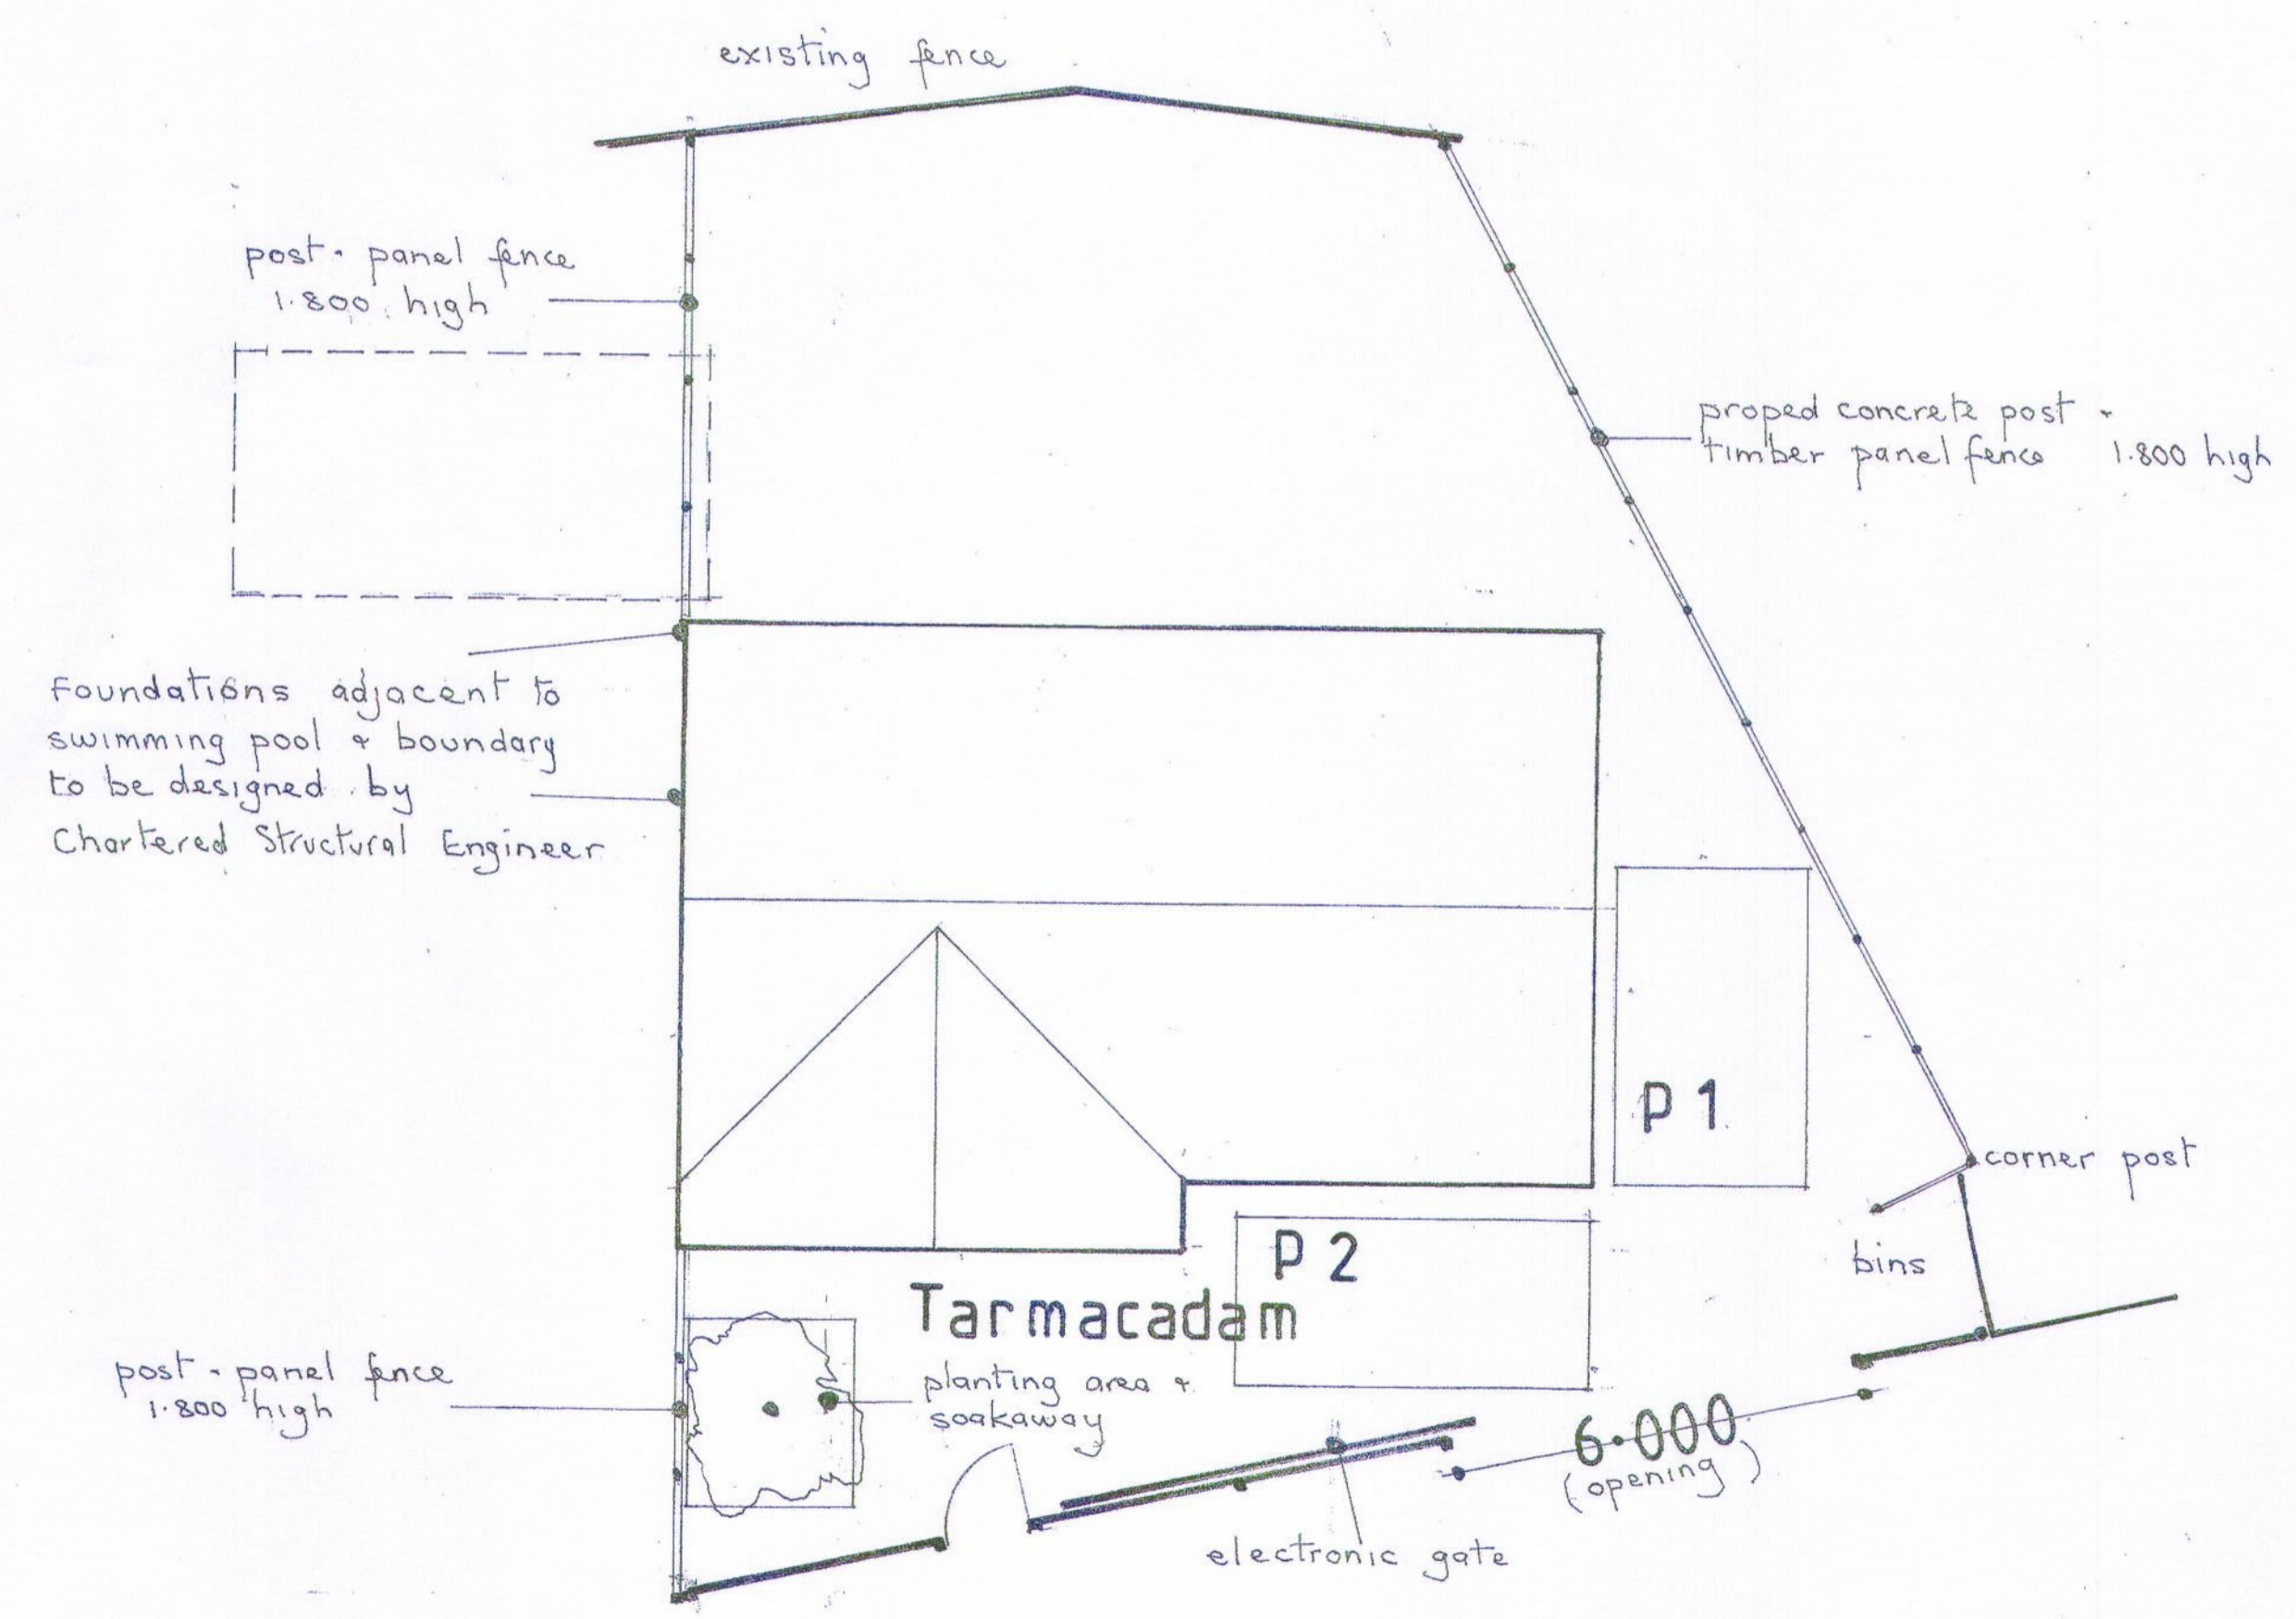 existing fence
post + panel fence
1.800 high
proped concrete post +
timber panel fence 1.800 high
Foundations adjacent to
swimming pool + boundary
to be designed by
Chartered Structural Engineer
P 1
corner post
P 2
bins
Tarmacadam
post + panel fence
1.800 high
planting area +
soakaway
6.000
(opening)
electronic gate